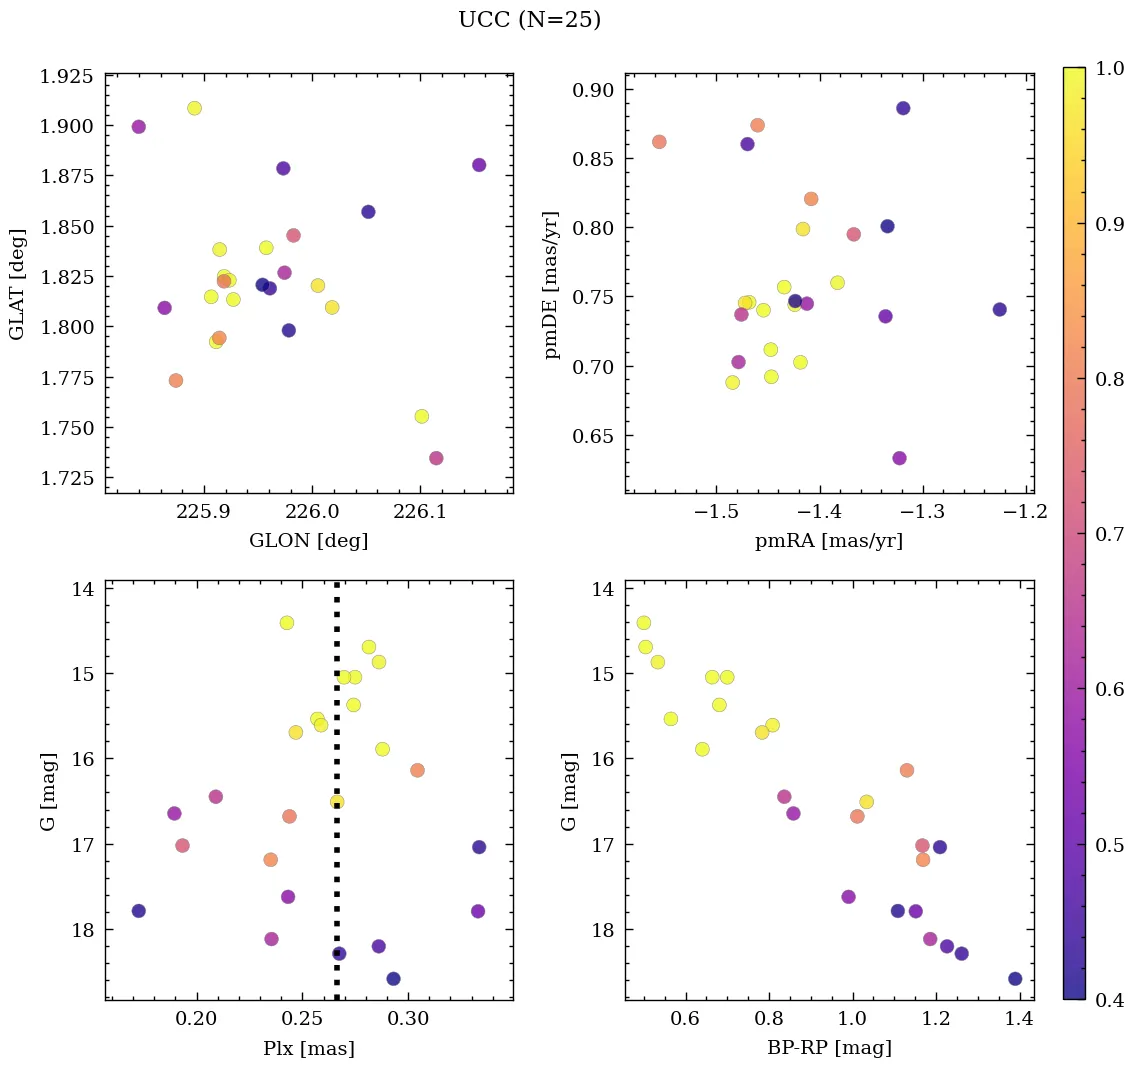 UCC (N=25)
1.925
1.900
1.875
1.850
1.825
1.800
1.775
1.750
1.725
GLAT [deg]
225.9 226.0 226.1
GLON [deg]
0.90
0.85
0.80
0.75
0.70
0.65
pmDE [mas/yr]
−1.5 −1.4 −1.3 −1.2
pmRA [mas/yr]
14
15
16
17
18
G [mag]
0.20 0.25 0.30
Plx [mas]
14
15
16
17
18
G [mag]
0.6 0.8 1.0 1.2 1.4
BP-RP [mag]
1.0
0.9
0.8
0.7
0.6
0.5
0.4